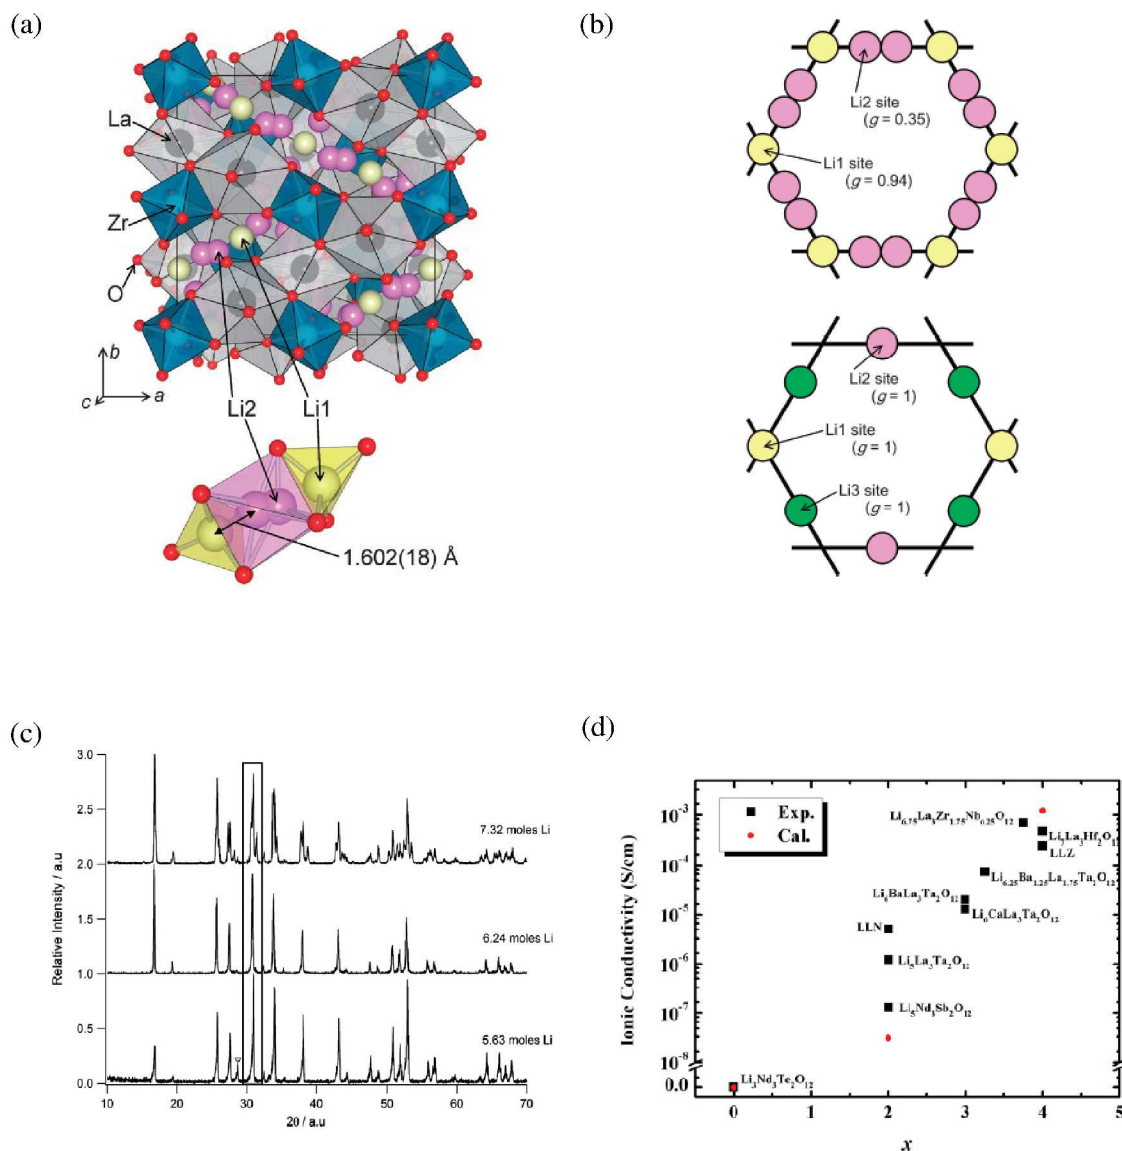 (a)
La
Zr
O
b
c
a
Li2
Li1
1.602(18) Å
(b)
Li2 site
(g = 0.35)
Li1 site
(g = 0.94)
Li2 site
(g = 1)
Li1 site
(g = 1)
Li3 site
(g = 1)
(c)
Relative Intensity / a.u
3.0
2.5
2.0
1.5
1.0
0.5
0.0
7.32 moles Li
6.24 moles Li
5.63 moles Li
10 20 30 40 50 60 70
2θ / a.u
(d)
Ionic Conductivity (S/cm)
10⁻³
10⁻⁴
10⁻⁵
10⁻⁶
10⁻⁷
10⁻⁸
0.0
Exp.
Cal.
Li₆.₇₅La₃Zr₁.₇₅Nb₀.₂₅O₁₂
Li₇La₃Hf₂O₁₂
LLZ
Li₆.₂₅Ba₁.₂₅La₁.₇₅Ta₂O₁₂
Li₆BaLa₃Ta₂O₁₂
Li₆CaLa₃Ta₂O₁₂
LLN
Li₅La₃Ta₂O₁₂
Li₅Nd₃Sb₂O₁₂
Li₃Nd₃Te₂O₁₂
0 1 2 3 4 5
x